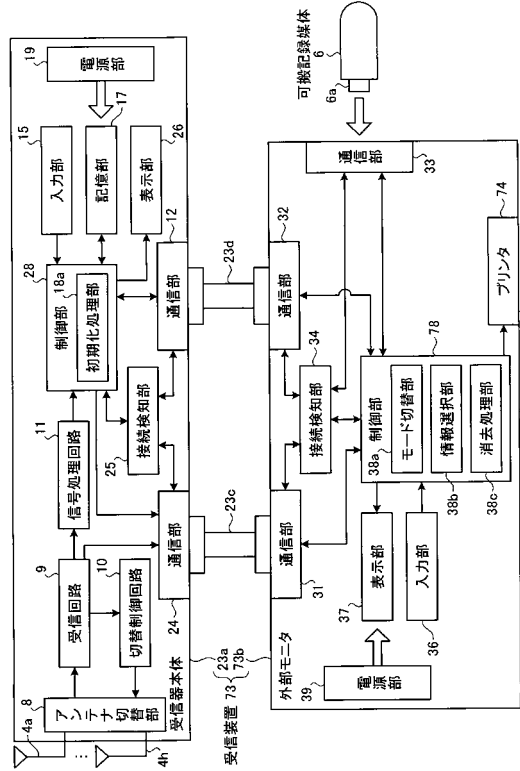 19
電源部
15
入力部
17
記憶部
26
表示部
28
制御部
18a
初期化処理部
12
通信部
11
信号処理回路
25
接続検知部
9
受信回路
10
切替制御回路
24
通信部
8
アンテナ切替部
4a
4h
受信器本体
23a
受信装置 73
73b
外部モニタ
23c
23d
可搬記録媒体
6
6a
通信部
33
32
通信部
34
接続検知部
31
通信部
74
プリンタ
78
制御部
38a
モード切替部
38b
情報選択部
38c
消去処理部
37
表示部
36
入力部
39
電源部